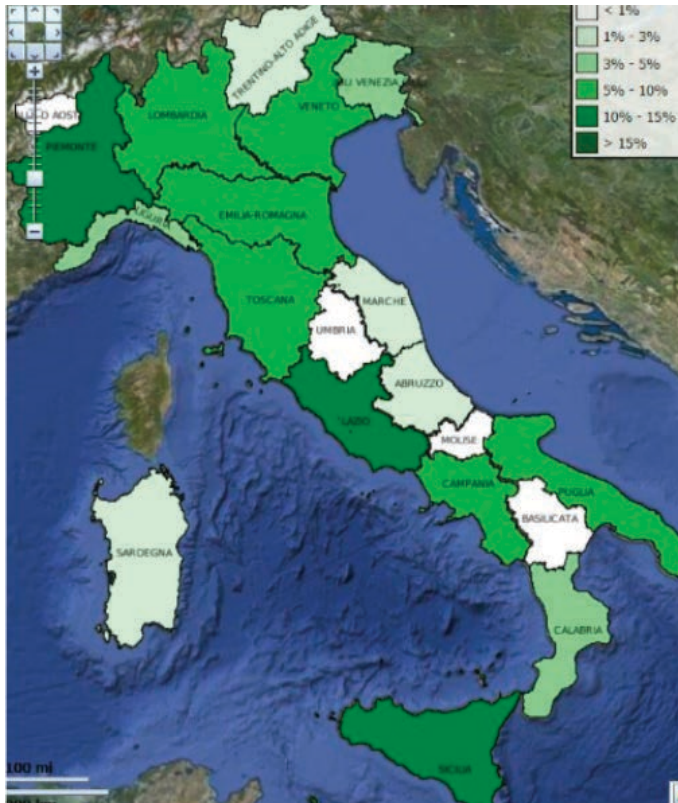 < 1%
1% - 3%
3% - 5%
5% - 10%
10% - 15%
> 15%
TRENTINO-ALTO ADIGE
VENEZIA
VENETO
LOMBARDIA
D AOST
PIEMONTE
LIGURIA
EMILIA-ROMAGNA
TOSCANA
MARCHE
UMBRIA
ABRUZZO
LAZIO
MOLISE
CAMPANIA
PUGLIA
BASILICATA
SARDEGNA
CALABRIA
SICILIA
100 mi